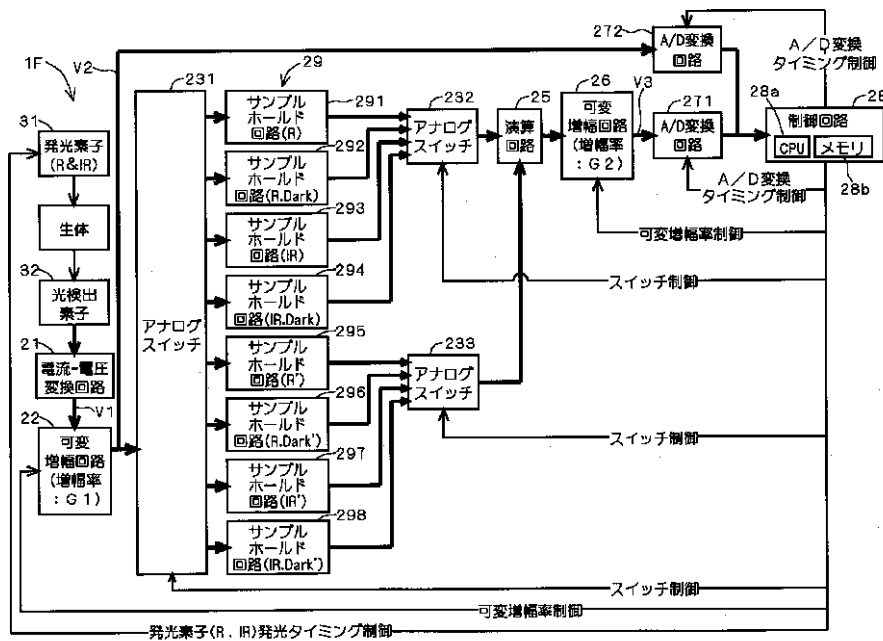 1F
V2
31
発光素子
(R&IR)
生体
32
光検出
素子
21
電流-電圧
変換回路
V1
22
可変
増幅回路
(増幅率
:G1)
231
アナログ
スイッチ
29
サンプル
ホールド
回路(R)
291
サンプル
ホールド
回路(R.Dark)
292
サンプル
ホールド
回路(IR)
293
サンプル
ホールド
回路(IR.Dark)
294
サンプル
ホールド
回路(R')
295
サンプル
ホールド
回路(R.Dark')
296
サンプル
ホールド
回路(IR')
297
サンプル
ホールド
回路(IR.Dark')
298
232
アナログ
スイッチ
233
アナログ
スイッチ
25
演算
回路
26
可変
増幅回路
(増幅率
:G2)
V3
272
A/D変換
回路
271
A/D変換
回路
A/D変換
タイミング制御
28
制御回路
28a
CPU
メモリ
28b
A/D変換
タイミング制御
可変増幅率制御
スイッチ制御
スイッチ制御
スイッチ制御
可変増幅率制御
発光素子(R、IR)発光タイミング制御